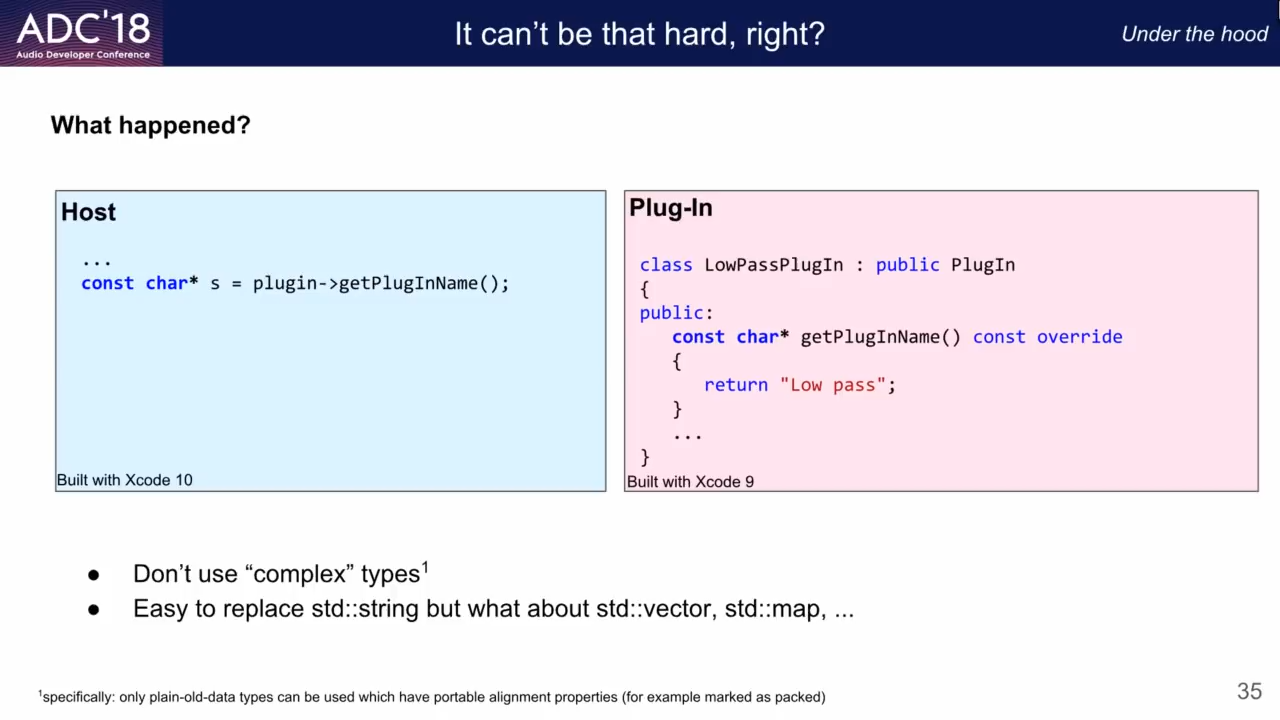 ADC'18
Audio Developer Conference
It can't be that hard, right?
Under the hood
What happened?
Host
...
const char* s = plugin->getPlugInName();
Built with Xcode 10
Plug-In
class LowPassPlugIn : public PlugIn
{
public:
const char* getPlugInName() const override
{
return "Low pass";
}
...
}
Built with Xcode 9
● Don't use “complex” types¹
● Easy to replace std::string but what about std::vector, std::map, ...
¹specifically: only plain-old-data types can be used which have portable alignment properties (for example marked as packed)
35